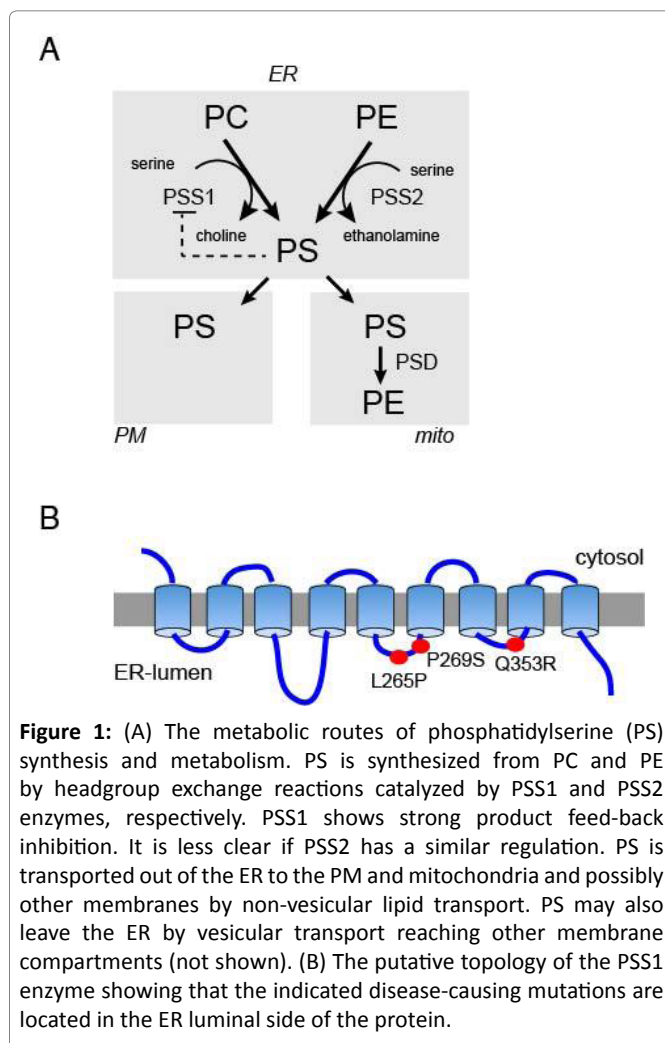 A
ER
PC PE
serine serine
PSS1 PSS2
choline PS ethanolamine
PS PS
PSD
PE
PM mito
B
cytosol
ER-lumen P269S Q353R
L265P
Figure 1: (A) The metabolic routes of phosphatidylserine (PS)
synthesis and metabolism. PS is synthesized from PC and PE
by headgroup exchange reactions catalyzed by PSS1 and PSS2
enzymes, respectively. PSS1 shows strong product feed-back
inhibition. It is less clear if PSS2 has a similar regulation. PS is
transported out of the ER to the PM and mitochondria and possibly
other membranes by non-vesicular lipid transport. PS may also
leave the ER by vesicular transport reaching other membrane
compartments (not shown). (B) The putative topology of the PSS1
enzyme showing that the indicated disease-causing mutations are
located in the ER luminal side of the protein.